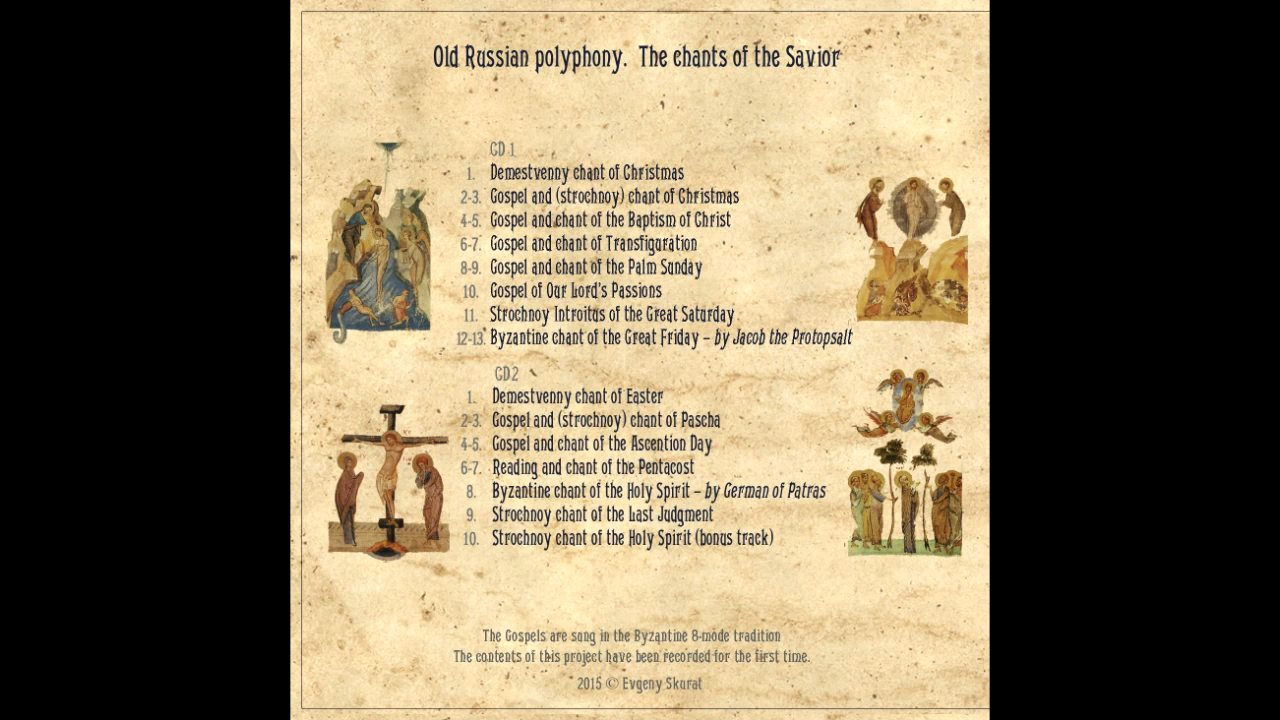 Old Russian polyphony. The chants of the Savior
CD 1
1. Demestvenny chant of Christmas
2-3. Gospel and (strochnoy) chant of Christmas
4-5. Gospel and chant of the Baptism of Christ
6-7. Gospel and chant of Transfiguration
8-9. Gospel and chant of the Palm Sunday
10. Gospel of Our Lord's Passions
11. Strochnoy Introitus of the Great Saturday
12-13. Byzantine chant of the Great Friday – by Jacob the Protopsalt
CD2
1. Demestvenny chant of Easter
2-3. Gospel and (strochnoy) chant of Pascha
4-5. Gospel and chant of the Ascention Day
6-7. Reading and chant of the Pentacost
8. Byzantine chant of the Holy Spirit – by German of Patras
9. Strochnoy chant of the Last Judgment
10. Strochnoy chant of the Holy Spirit (bonus track)
The Gospels are sung in the Byzantine 8-mode tradition
The contents of this project have been recorded for the first time.
2015 © Evgeny Skurat